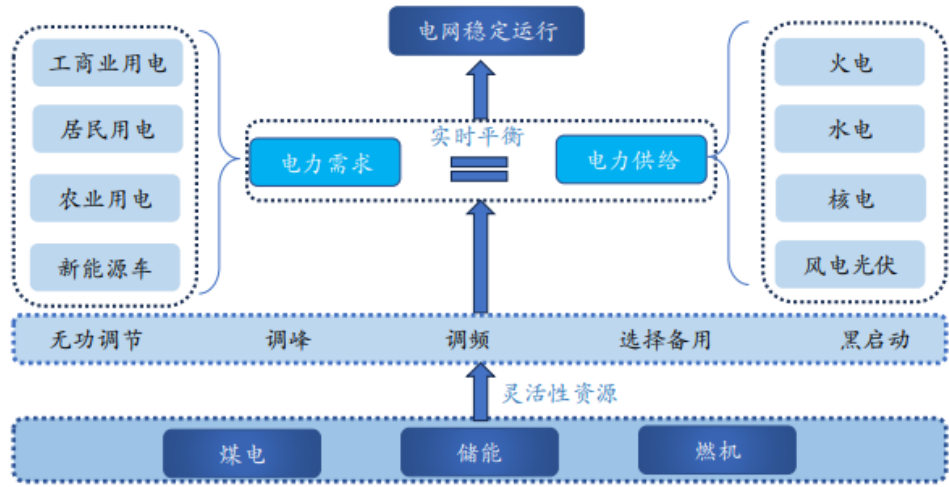 电网稳定运行
工商业用电
居民用电
农业用电
新能源车
实时平衡
电力需求
电力供给
火电
水电
核电
风电光伏
无功调节 调峰 调频 选择备用 黑启动
灵活性资源
煤电 储能 燃机